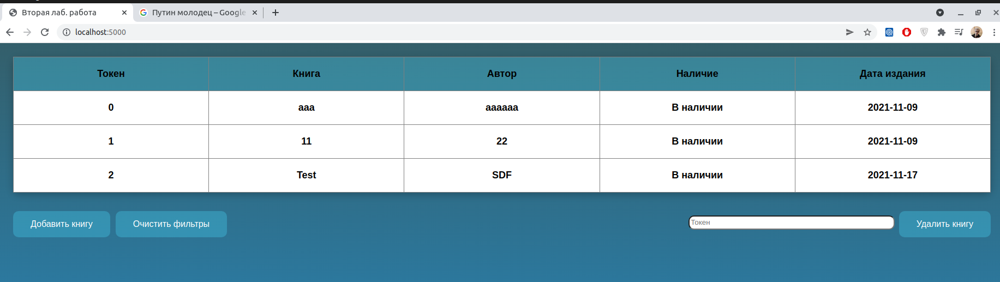 Вторая лаб. работа
Путин молодец – Google
localhost:5000
Токен Книга Автор Наличие Дата издания
0 aaa aaaaaa В наличии 2021-11-09
1 11 22 В наличии 2021-11-09
2 Test SDF В наличии 2021-11-17
Добавить книгу Очистить фильтры Токен Удалить книгу